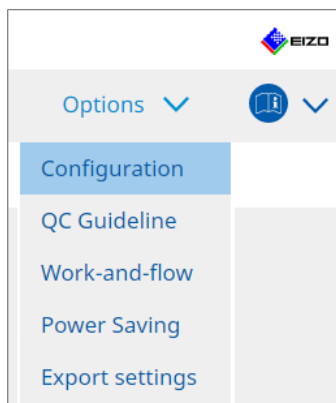 EIZO
Options
Configuration
QC Guideline
Work-and-flow
Power Saving
Export settings